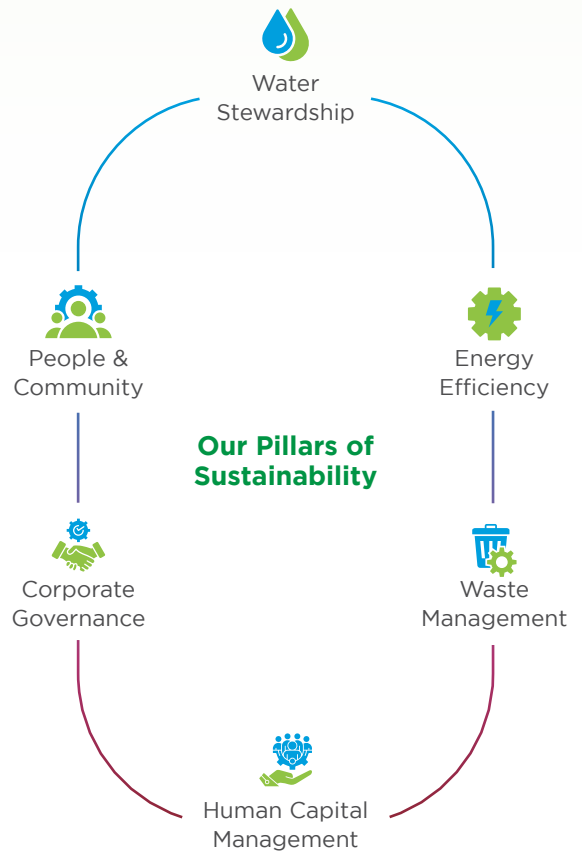 Water
Stewardship
People &
Community
Energy
Efficiency
Our Pillars of
Sustainability
Corporate
Governance
Waste
Management
Human Capital
Management